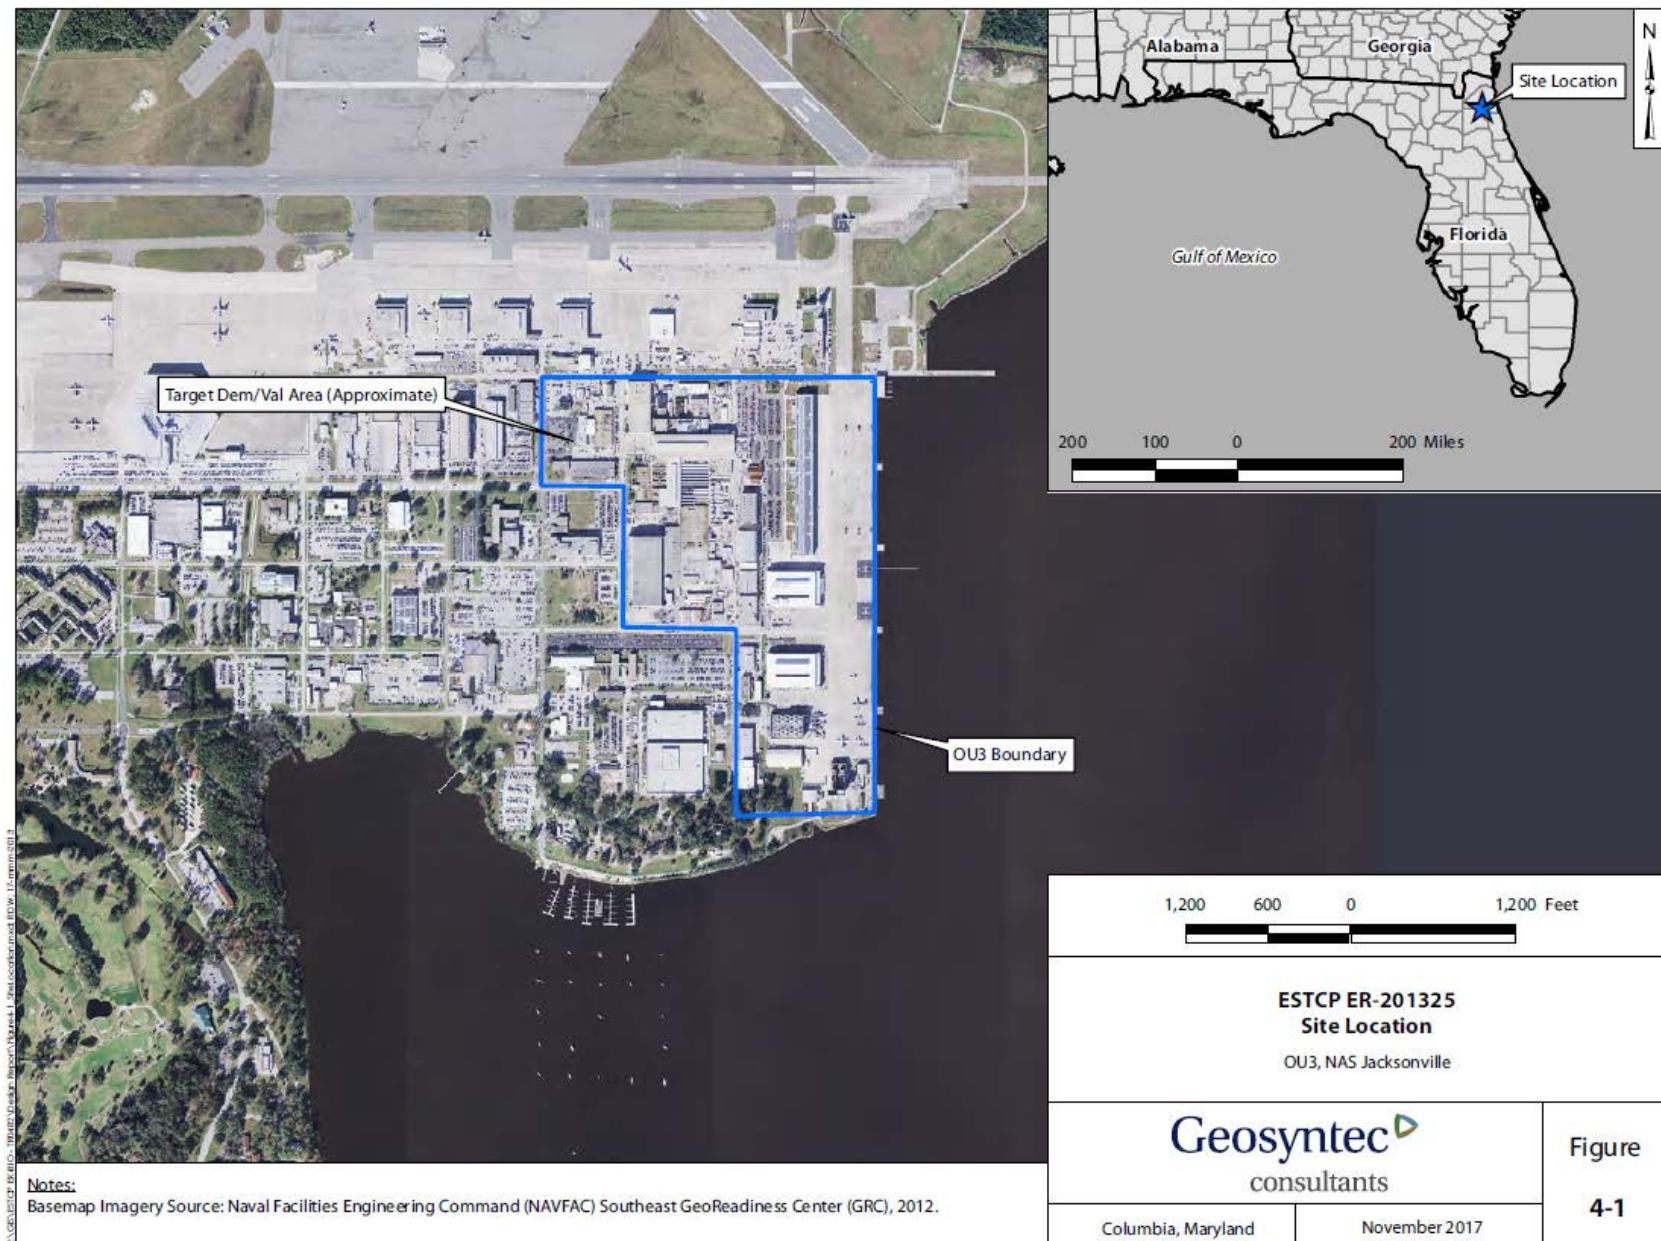 Alabama
Georgia
N
Site Location
Florida
Gulf of Mexico
200 100 0 200 Miles
Target Dem/Val Area (Approximate)
OU3 Boundary
1,200 600 0 1,200 Feet
ESTCP ER-201325
Site Location
OU3, NAS Jacksonville
Geosyntec
consultants
Figure
4-1
Columbia, Maryland
November 2017
Notes:
Basemap Imagery Source: Naval Facilities Engineering Command (NAVFAC) Southeast GeoReadiness Center (GRC), 2012.